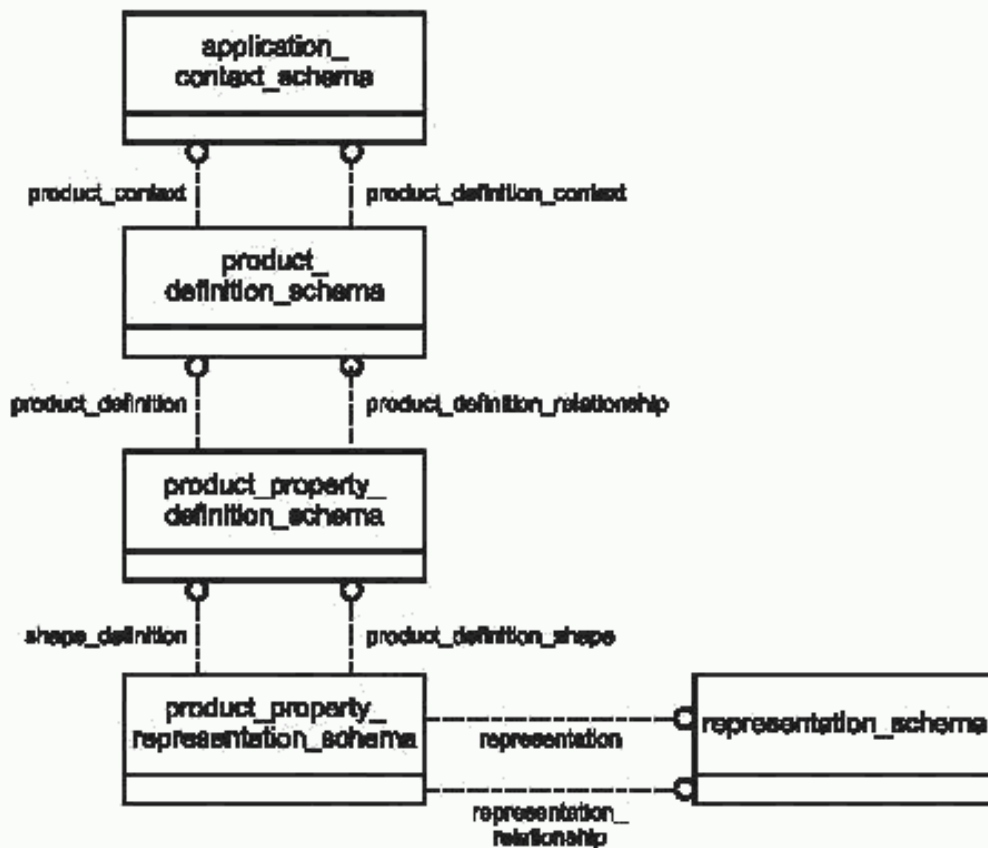 application_
context_schema
product_context
product_definition_context
product_
definition_schema
product_definition
product_definition_relationship
product_property_
definition_schema
shape_definition
product_definition_shape
product_property_
representation_schema
representation
representation_schema
representation_
relationship